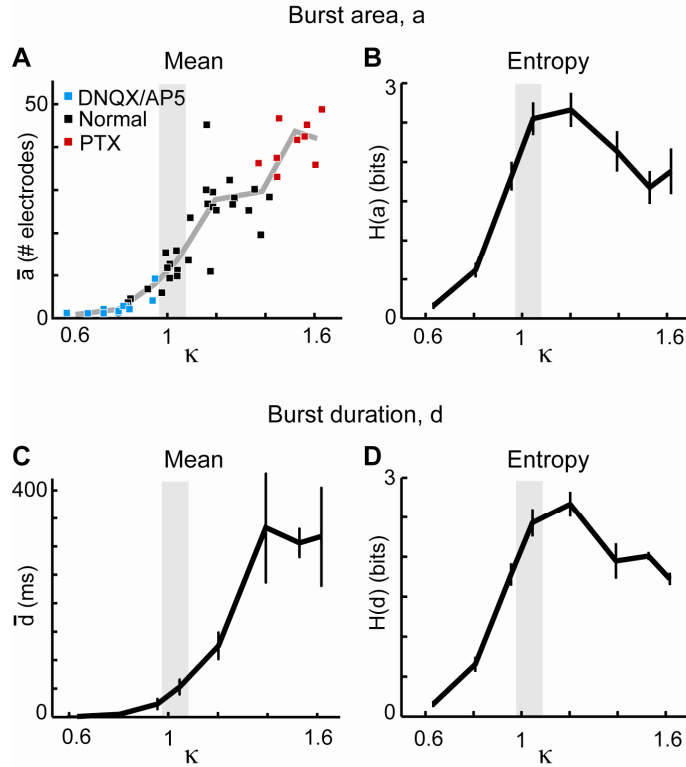 Burst area, a
A
Mean
DNQX/AP5
Normal
PTX
50
0
0.6
1
1.6
κ
a̅ (# electrodes)
B
Entropy
3
0
0.6
1
1.6
κ
H(a) (bits)
Burst duration, d
C
Mean
400
0
0.6
1
1.6
κ
d̅ (ms)
D
Entropy
3
0
0.6
1
1.6
κ
H(d) (bits)